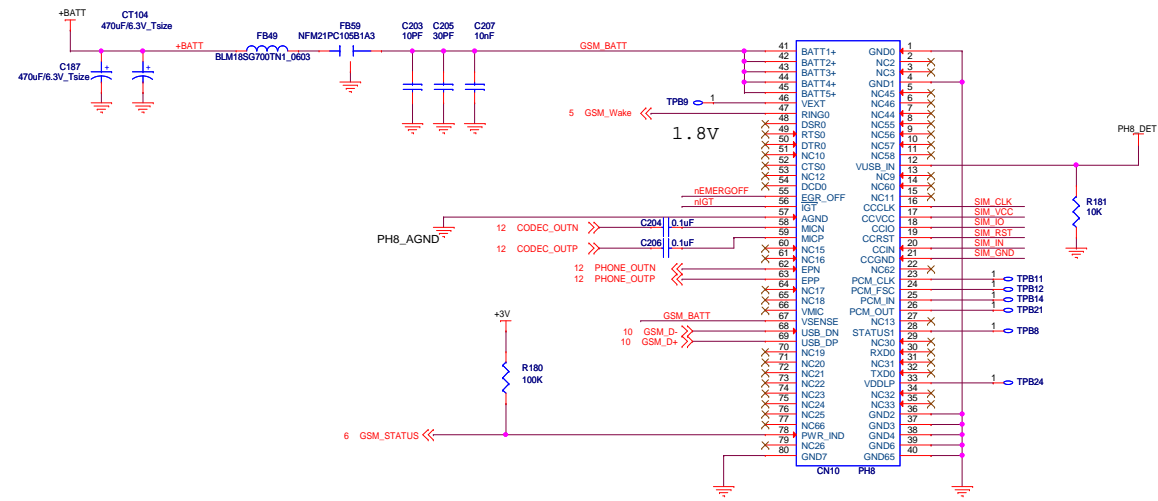 +BATT
CT104
470uF/6.3V_Tsize
+BATT
C187
470uF/6.3V_Tsize
FB49
BLM18SG700TN1_0603
FB59
NFM21PC105B1A3
C203
10PF
C205
30PF
C207
10nF
GSM_BATT
TPB9 1
5 GSM_Wake
1.8V
nEMERGOFF
nIGT
PH8_AGND
12 CODEC_OUTN
C204 0.1uF
12 CODEC_OUTP
C206 0.1uF
12 PHONE_OUTN
12 PHONE_OUTP
GSM_BATT
10 GSM_D-
10 GSM_D+
+3V
R180
100K
6 GSM_STATUS
41 BATT1+ GND0 1
42 BATT2+ NC2 2
43 BATT3+ NC3 3
44 BATT4+ GND1 4
45 BATT5+ NC45 5
46 VEXT NC46 6
47 RING0 NC44 7
48 DSR0 NC55 8
49 RTS0 NC56 9
50 DTR0 NC57 10
51 NC10 NC58 11
52 CTS0 VUSB_IN 12
53 NC12 NC9 13
54 DCD0 NC60 14
55 EGR_OFF NC11 15
56 IGT CCCLK 16
57 AGND CCVCC 17
58 MICN CCIO 18
59 MICP CCRST 19
60 NC15 CCIN 20
61 NC16 CCGND 21
62 EPN NC62 22
63 EPP PCM_CLK 23
64 NC17 PCM_FSC 24
65 NC18 PCM_IN 25
66 VMIC PCM_OUT 26
67 VSENSE NC13 27
68 USB_DN STATUS1 28
69 USB_DP NC30 29
70 NC19 RXD0 30
71 NC20 NC31 31
72 NC21 TXD0 32
73 NC22 VDDLP 33
74 NC23 NC32 34
75 NC24 NC33 35
76 NC25 GND2 36
77 NC66 GND3 37
78 PWR_IND GND4 38
79 NC26 GND6 39
80 GND7 GND65 40
CN10 PH8
PH8_DET
R181
10K
SIM_CLK
SIM_VCC
SIM_IO
SIM_RST
SIM_IN
SIM_GND
1 TPB11
1 TPB12
1 TPB14
1 TPB21
1 TPB8
1 TPB24